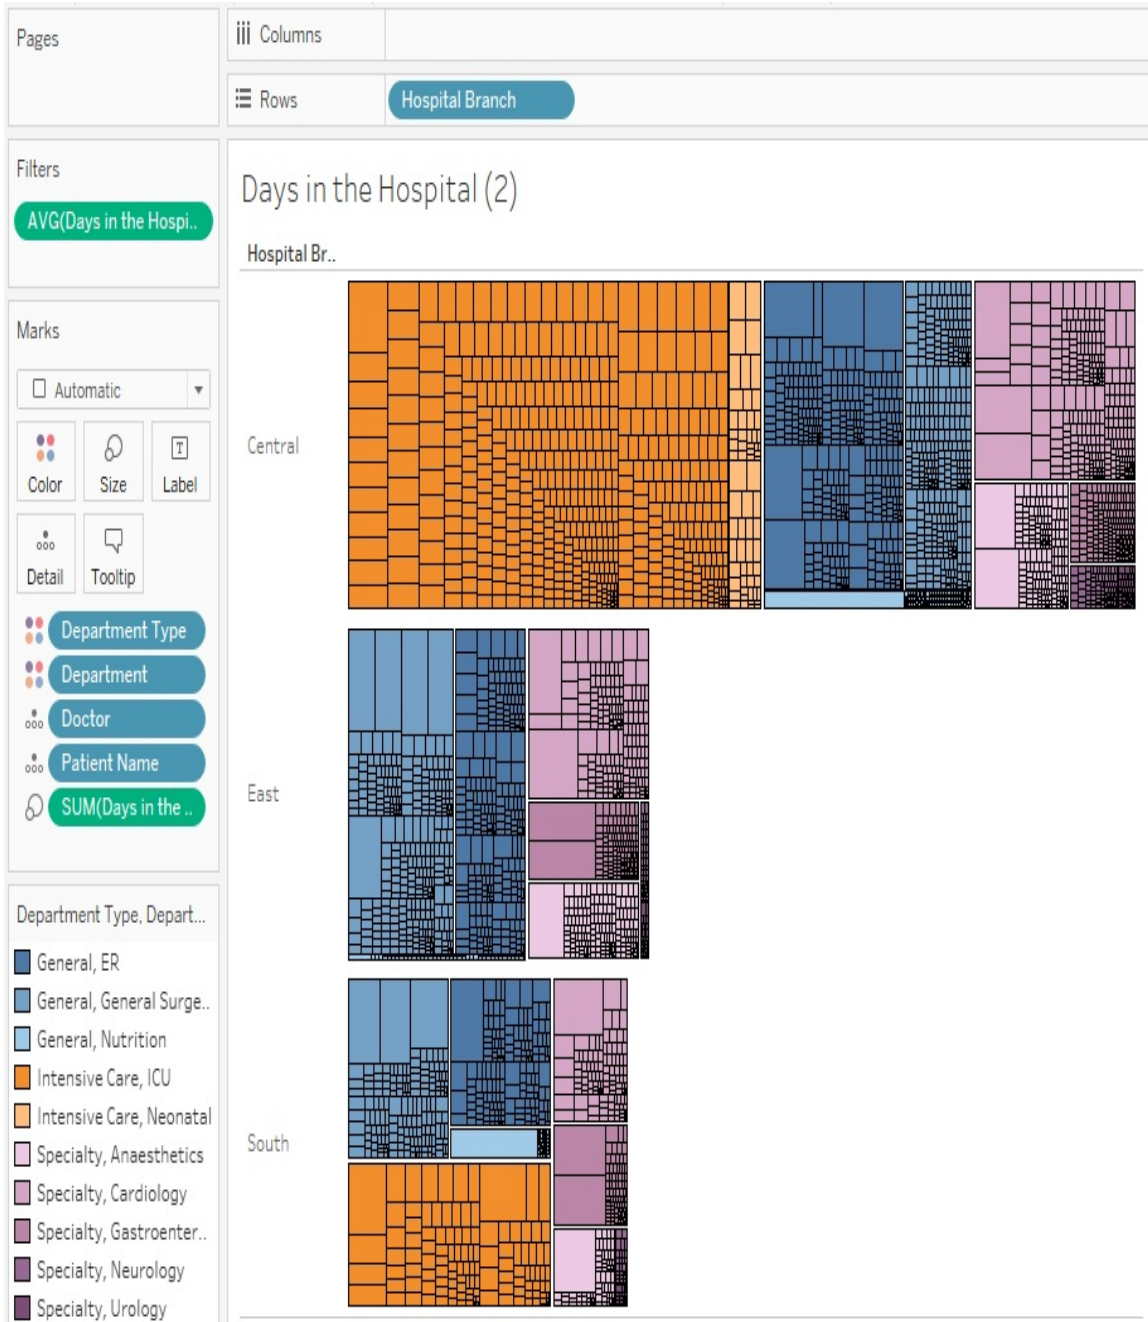 Pages
Columns
Rows
Hospital Branch
Filters
AVG(Days in the Hospi..
Days in the Hospital (2)
Hospital Br..
Marks
Automatic
Color
Size
Label
Detail
Tooltip
Department Type
Department
Doctor
Patient Name
SUM(Days in the ..
Central
East
South
Department Type, Depart...
General, ER
General, General Surge..
General, Nutrition
Intensive Care, ICU
Intensive Care, Neonatal
Specialty, Anaesthetics
Specialty, Cardiology
Specialty, Gastroenter..
Specialty, Neurology
Specialty, Urology